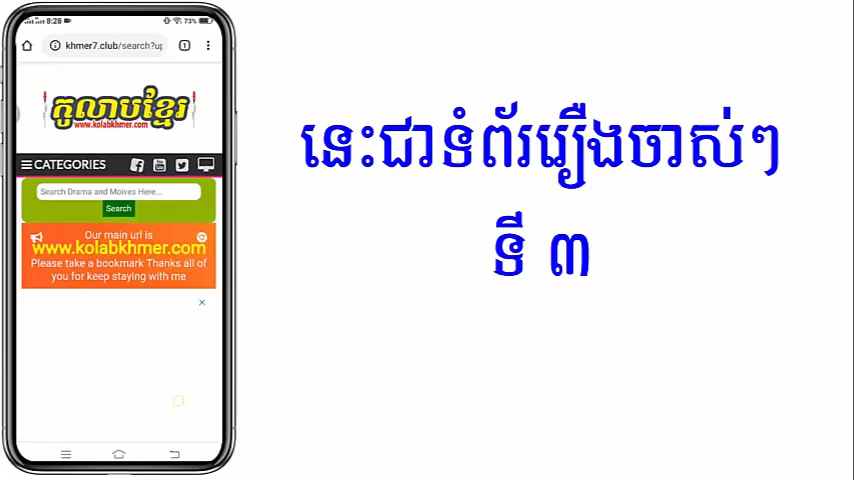 8:28
73%
khmer7.club/search?up
1
កូលាបខ្មែរ
www.kolabkhmer.com
CATEGORIES
Search Drama and Moives Here...
Search
Our main url is
www.kolabkhmer.com
Please take a bookmark Thanks all of
you for keep staying with me
នេះជាទំព័ររឿងចាស់ៗ
ទី ៣